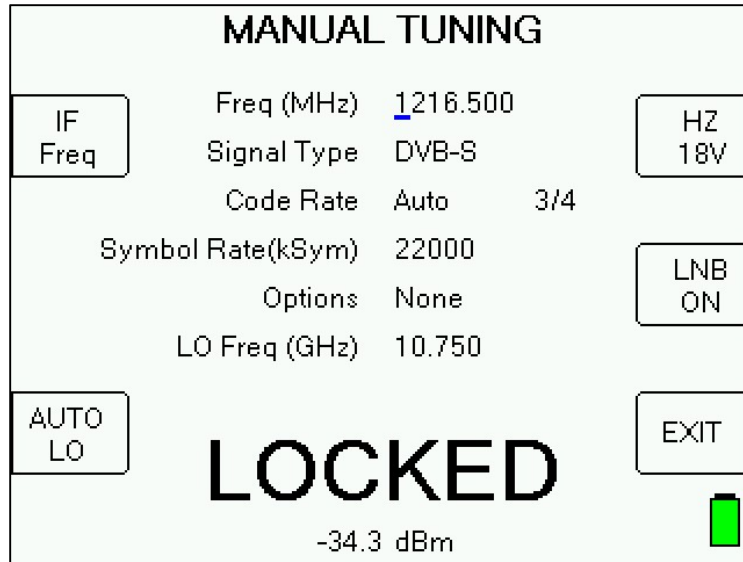 MANUAL TUNING
IF
Freq
Freq (MHz) 1216.500
HZ
18V
Signal Type DVB-S
Code Rate Auto 3/4
Symbol Rate(kSym) 22000
LNB
ON
Options None
LO Freq (GHz) 10.750
AUTO
LO
LOCKED
EXIT
-34.3 dBm